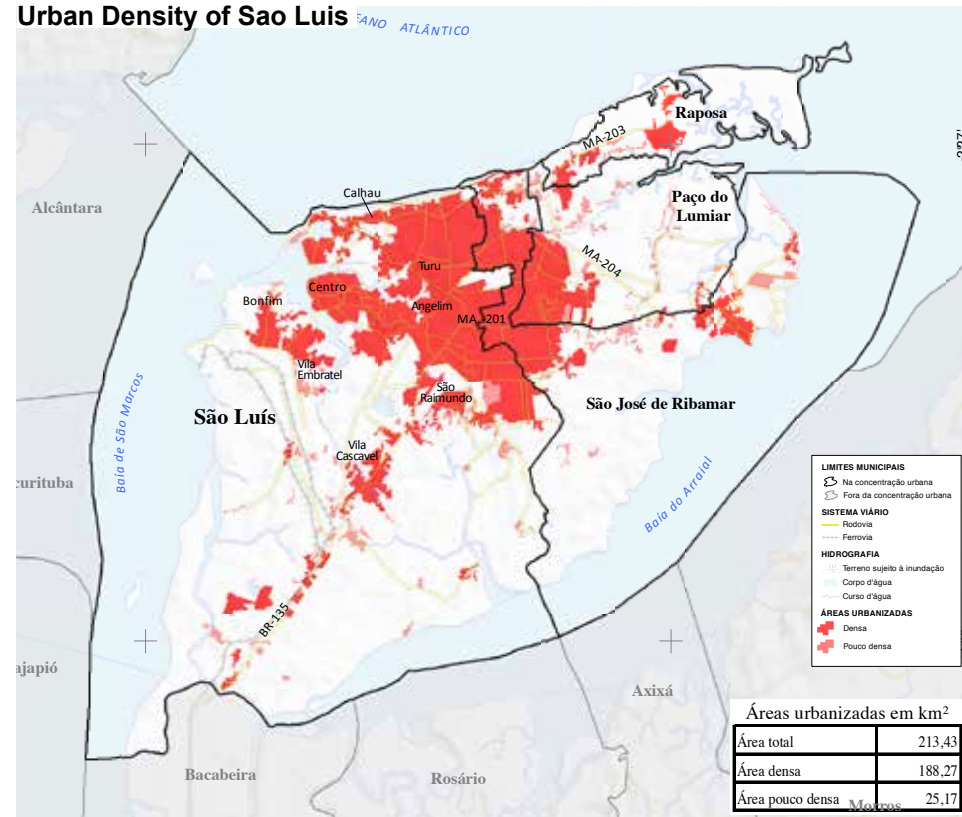 Urban Density of Sao Luis
EANO ATLÂNTICO
Raposa
MA-203
Calhau
Paço do
Lumiar
Alcântara
MA-204
Turu
Centro
Bonfim
Angelim
MA-201
Vila
Embratel
São
Raimundo
São José de Ribamar
São Luís
Baía de São Marcos
Vila
Cascavel
curituba
Baía do Arraial
BR-135
ajapió
Axixá
Bacabeira
Rosário
Morros
LIMITES MUNICIPAIS
Na concentração urbana
Fora da concentração urbana
SISTEMA VIÁRIO
Rodovia
Ferrovia
HIDROGRAFIA
Terreno sujeito à inundação
Corpo d'água
Curso d'água
ÁREAS URBANIZADAS
Densa
Pouco densa
Áreas urbanizadas em km²
Área total 213,43
Área densa 188,27
Área pouco densa 25,17